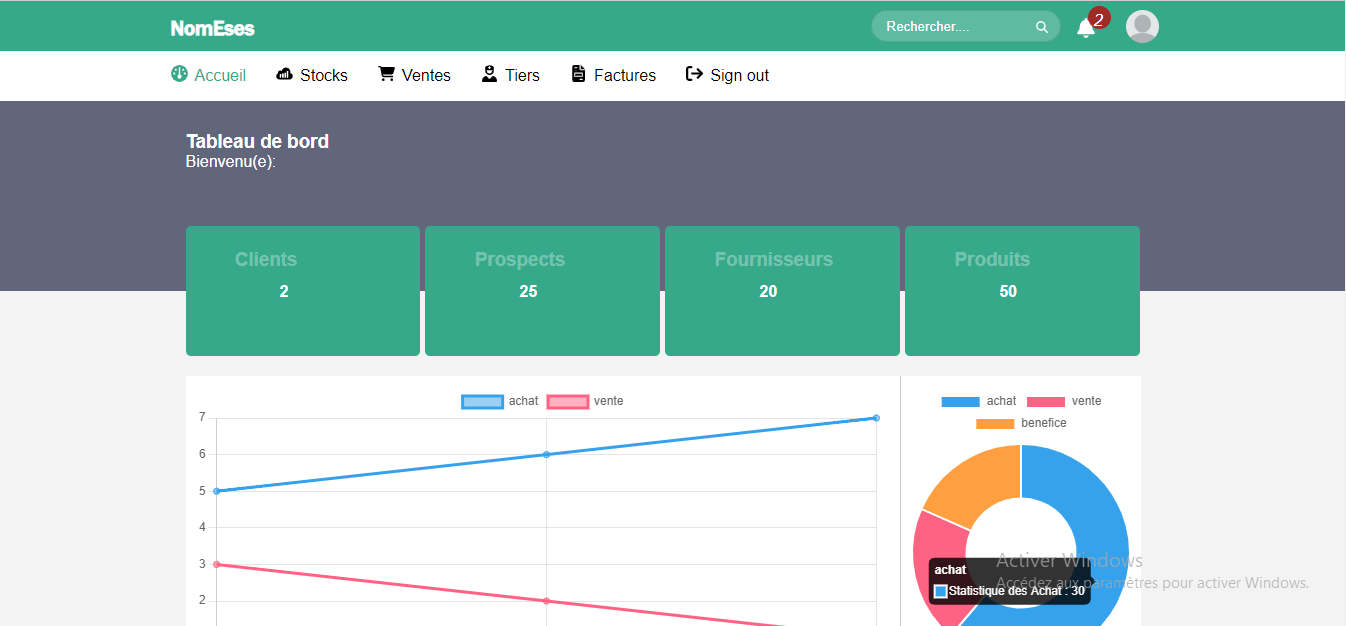 NomEses
Rechercher....
2
Accueil Stocks Ventes Tiers Factures Sign out
Tableau de bord
Bienvenu(e):
Clients Prospects Fournisseurs Produits
2 25 20 50
achat vente
7
6
5
4
3
2
achat vente
benefice
achat
Statistique des Achat : 30
Activer Windows
Accédez aux paramètres pour activer Windows.